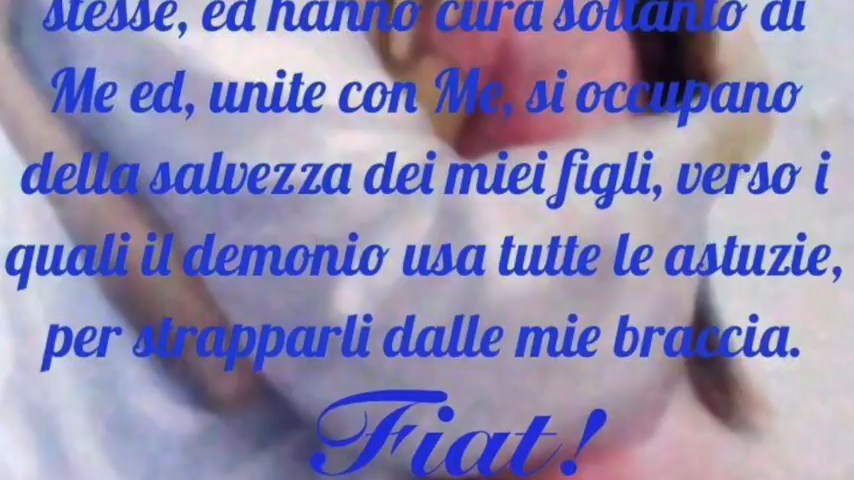 stesse, ed hanno cura soltanto di
Me ed, unite con Me, si occupano
della salvezza dei miei figli, verso i
quali il demonio usa tutte le astuzie,
per strapparli dalle mie braccia.
Fiat!